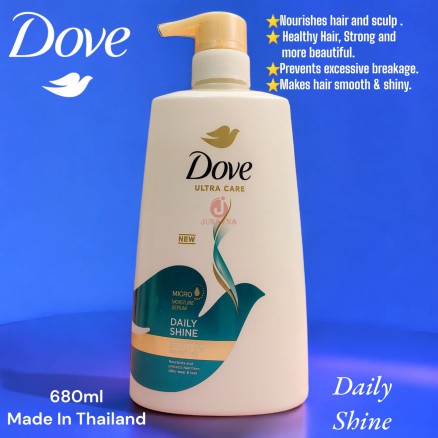 Dove
Nourishes hair and sculp .
Healthy Hair, Strong and
more beautiful.
Prevents excessive breakage.
Makes hair smooth & shiny.
Dove
ULTRA CARE
NEW
MICRO
MOISTURE
SERUM
DAILY
SHINE
680ml
Made In Thailand
Daily
Shine